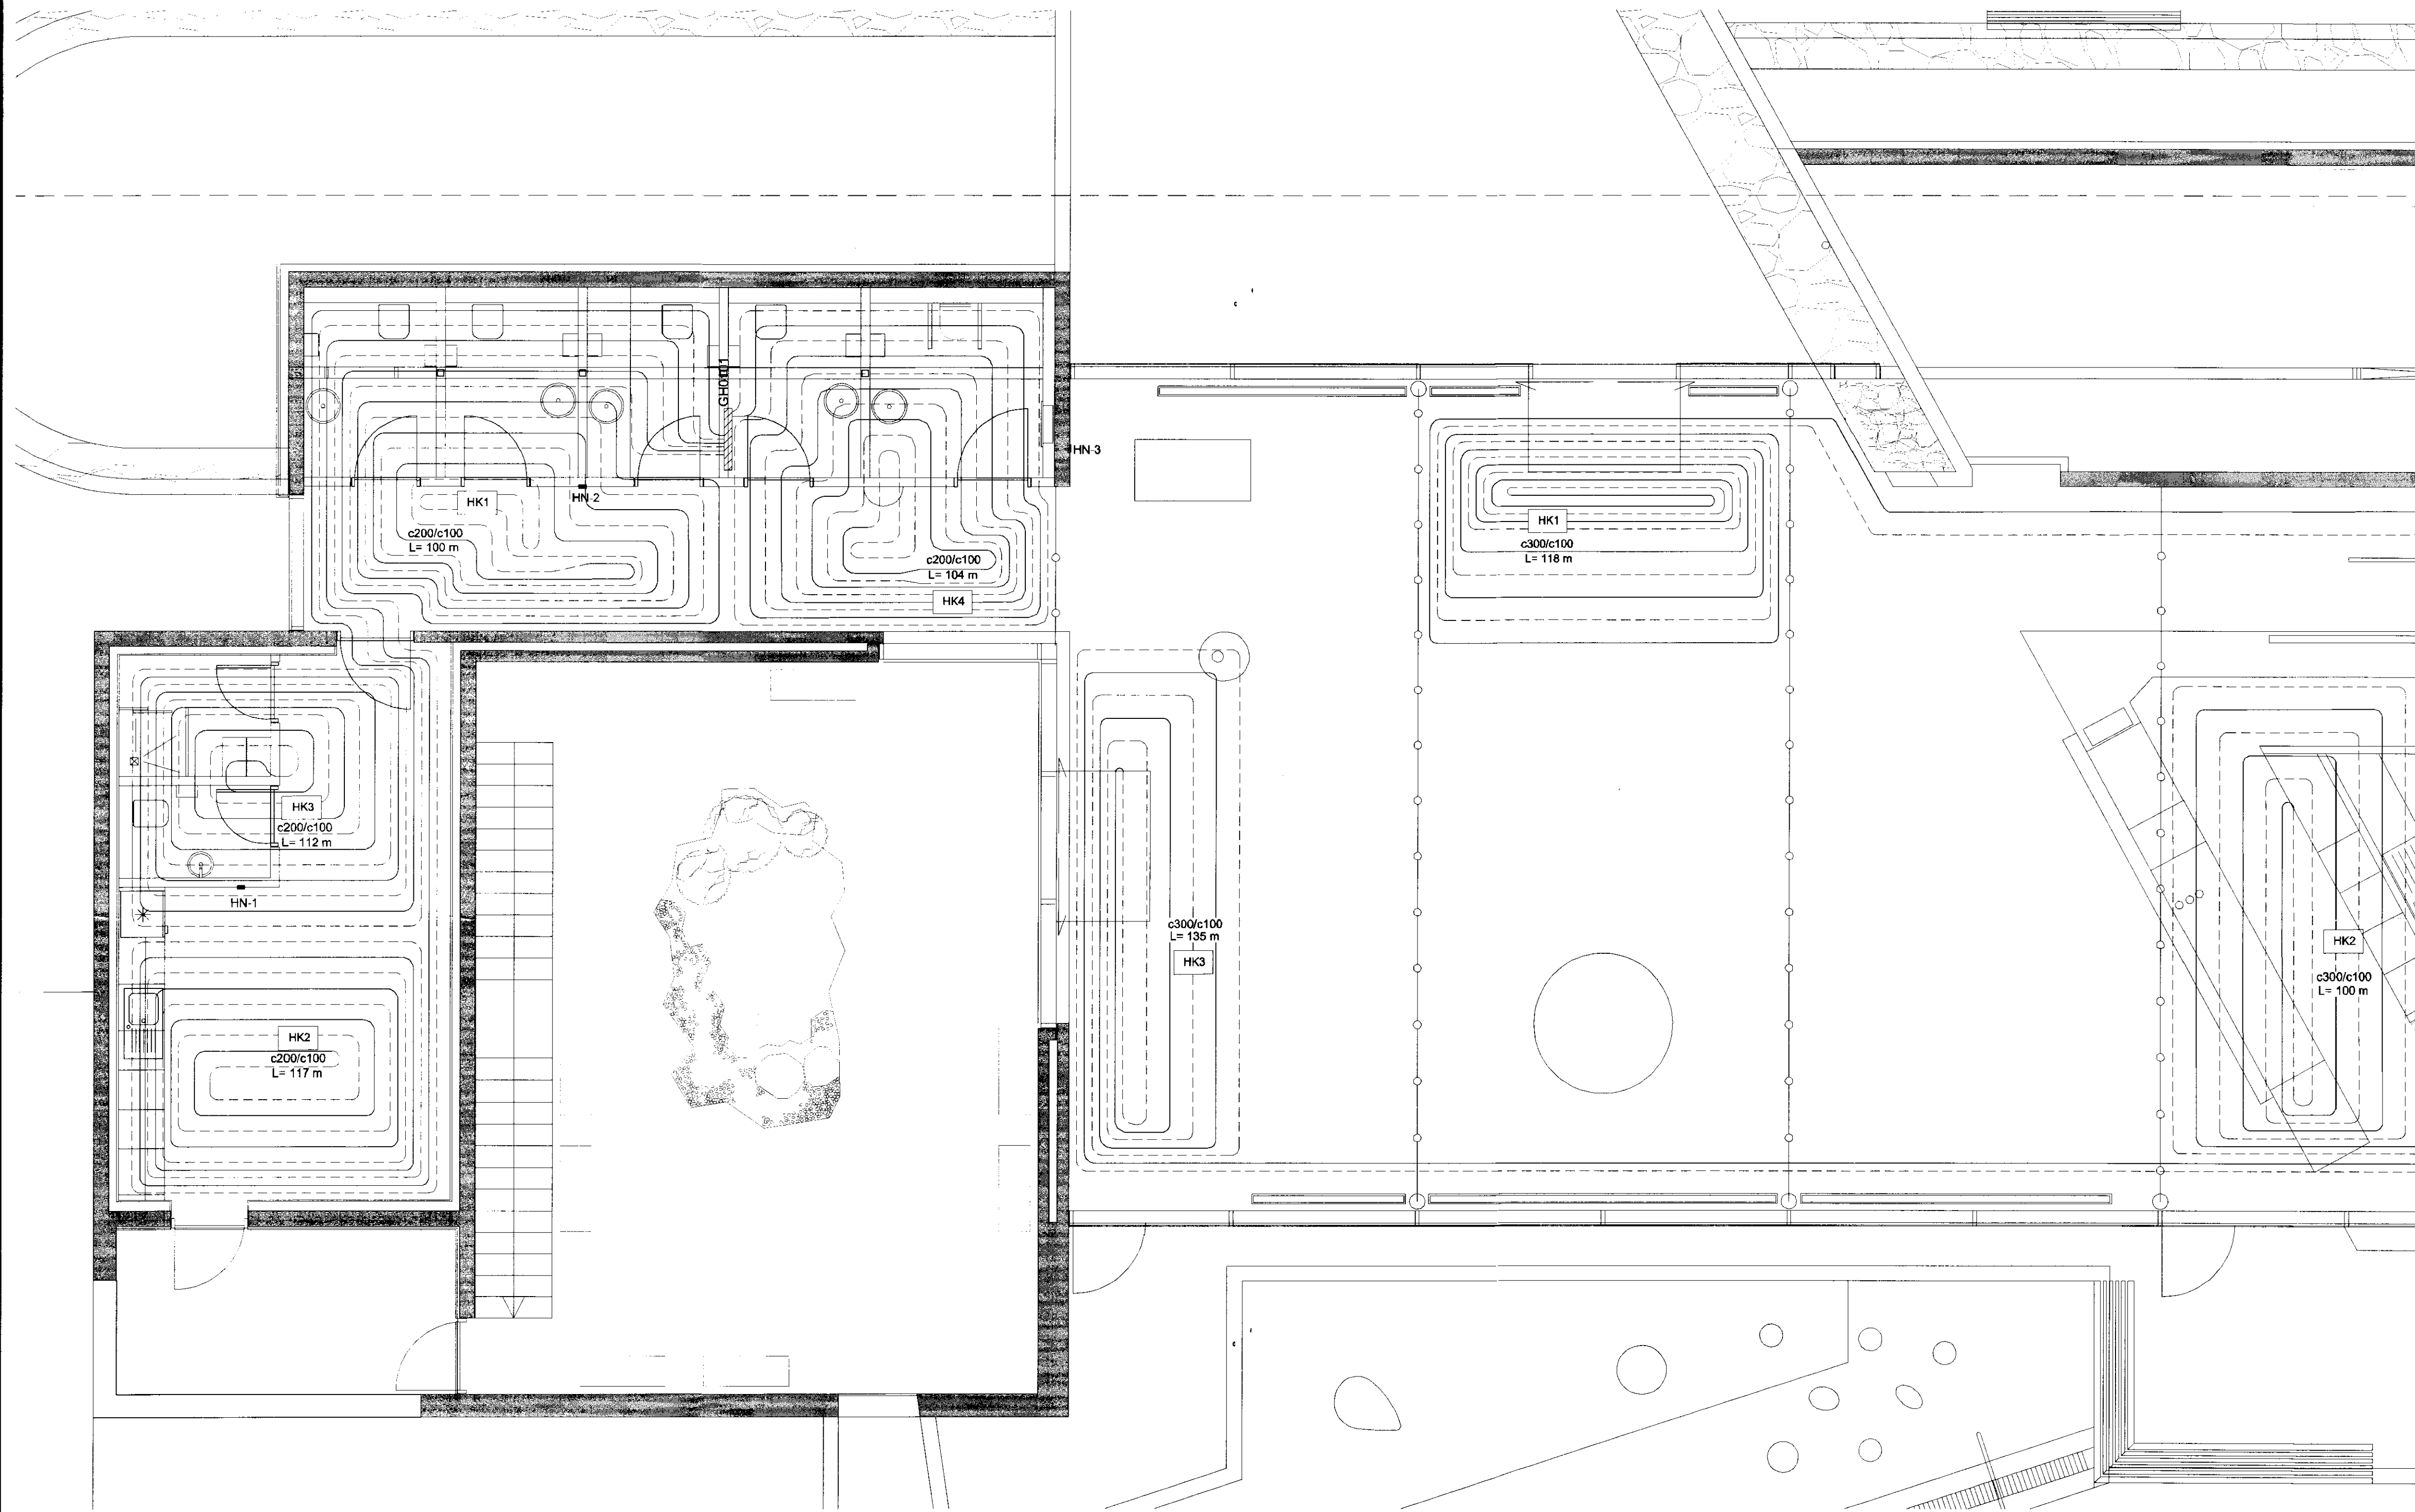 GH0101
HN-3
HK1
HN-2
c200/c100
L= 100 m
c200/c100
L= 104 m
HK4
HK1
c300/c100
L= 118 m
HK3
c200/c100
L= 112 m
HN-1
c300/c100
L= 135 m
HK3
HK2
c300/c100
L= 100 m
HK2
c200/c100
L= 117 m